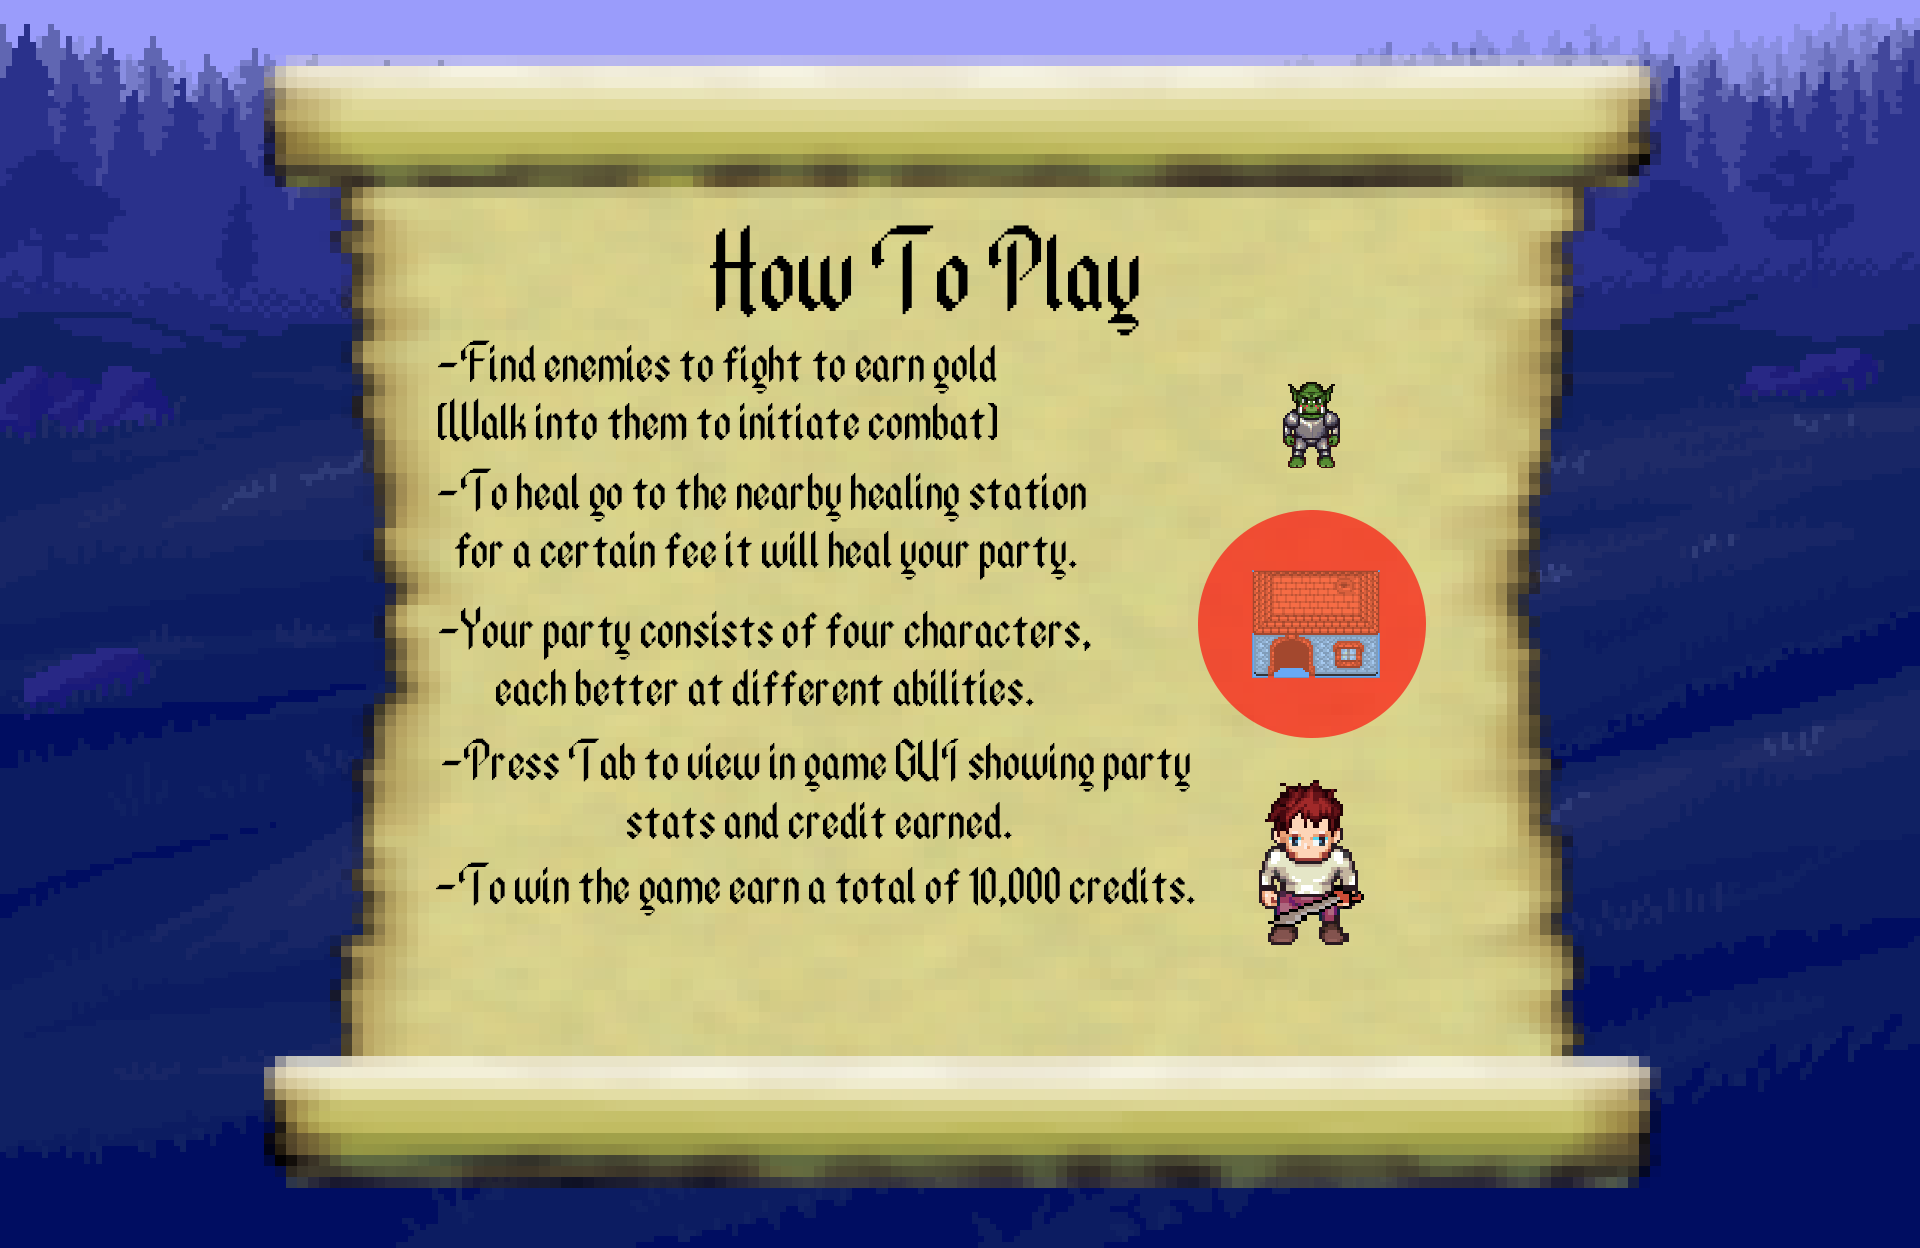 How To Play
-Find enemies to fight to earn gold
(Walk into them to initiate combat)
-To heal go to the nearby healing station
for a certain fee it will heal your party.
-Your party consists of four characters,
each better at different abilities.
-Press Tab to view in game GUI showing party
stats and credit earned.
-To win the game earn a total of 10,000 credits.